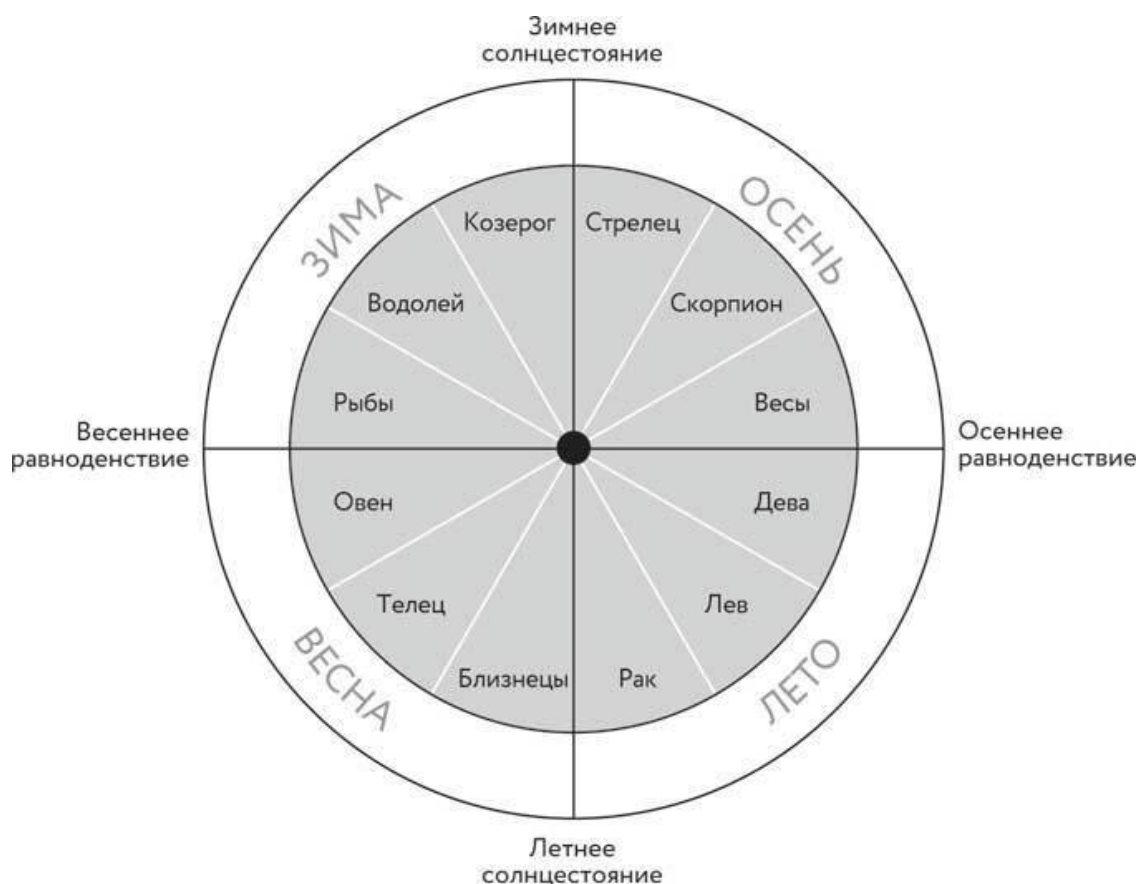 Зимнее
солнцестояние
ЗИМА
ОСЕНЬ
Козерог
Стрелец
Водолей
Скорпион
Рыбы
Весы
Весеннее
равноденствие
Осеннее
равноденствие
Овен
Дева
Телец
Лев
Близнецы
Рак
ВЕСНА
ЛЕТО
Летнее
солнцестояние